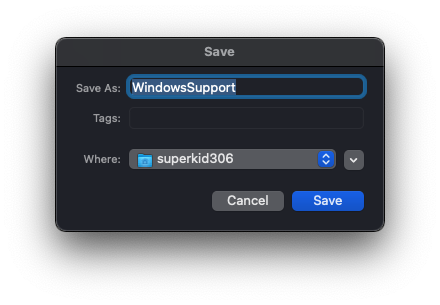 Save
Save As: WindowsSupport
Tags:
Where: superkid306
Cancel Save